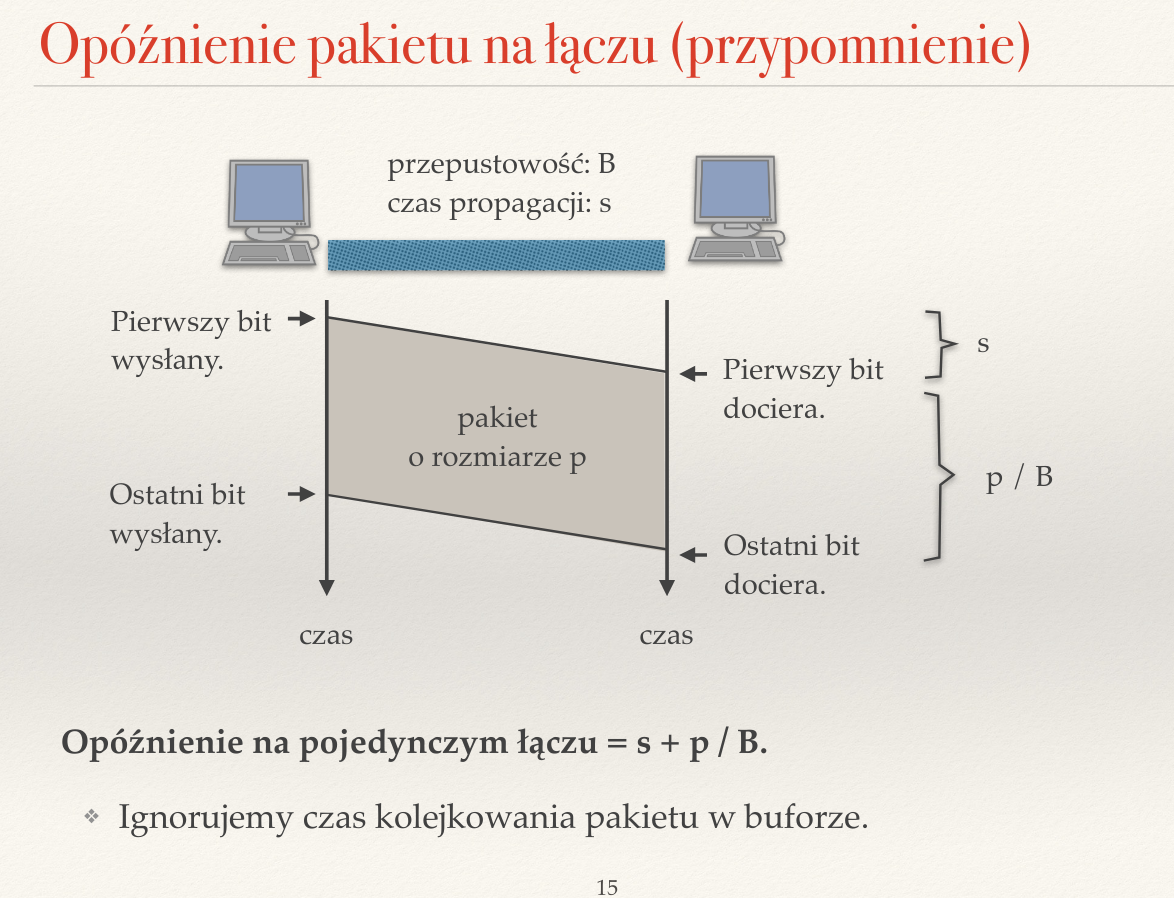 Opóźnienie pakietu na łączu (przypomnienie)
przepustowość: B
czas propagacji: s
Pierwszy bit
wysłany.
s
Pierwszy bit
dociera.
pakiet
o rozmiarze p
p / B
Ostatni bit
wysłany.
Ostatni bit
dociera.
czas
czas
Opóźnienie na pojedynczym łączu = s + p / B.
❖ Ignorujemy czas kolejkowania pakietu w buforze.
15